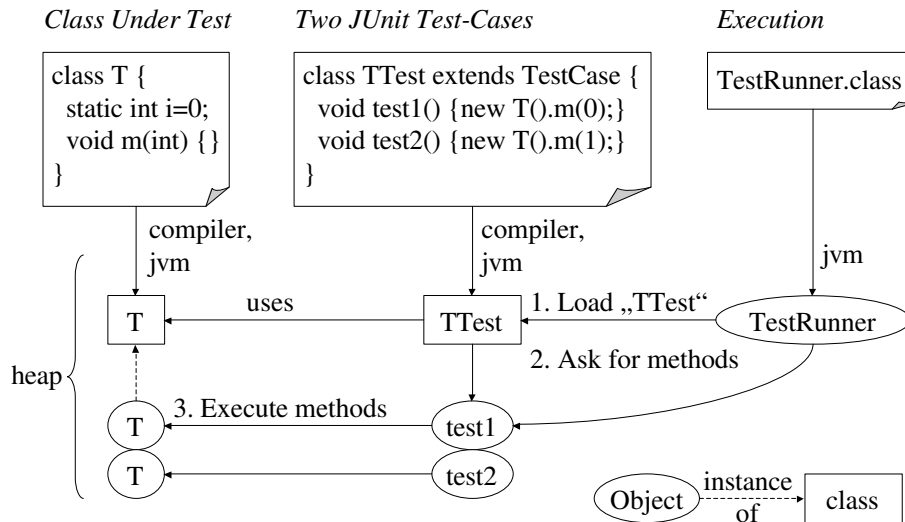 Class Under Test
Two JUnit Test-Cases
Execution
class T {
static int i=0;
void m(int) {}
}
class TTest extends TestCase {
void test1() {new T().m(0);}
void test2() {new T().m(1);}
}
TestRunner.class
compiler,
jvm
compiler,
jvm
jvm
heap
T
uses
TTest
1. Load „TTest“
TestRunner
2. Ask for methods
T
3. Execute methods
test1
T
test2
Object
instance
of
class